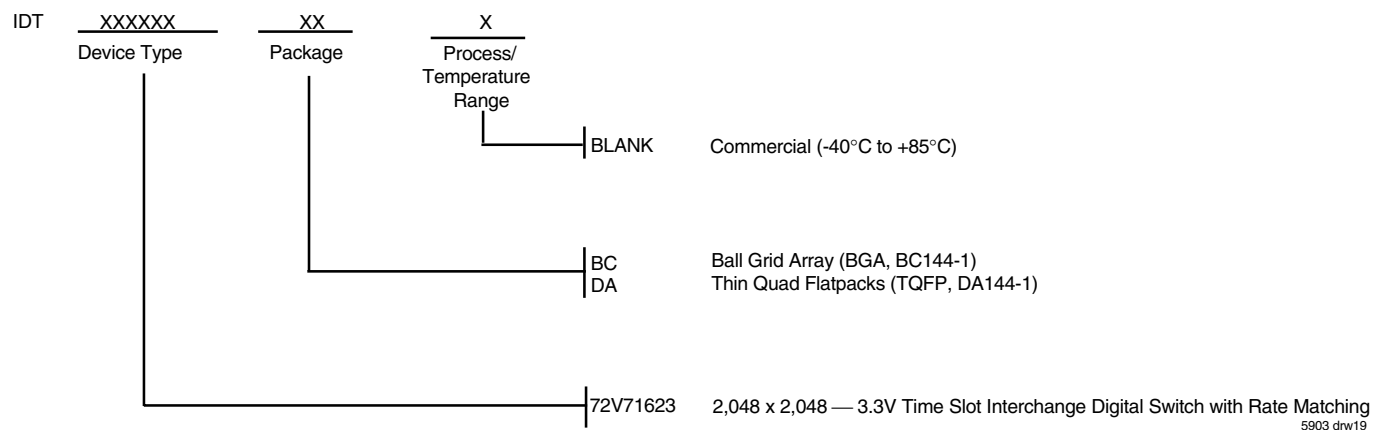 IDT XXXXXX XX X
Device Type Package Process/
Temperature
Range
BLANK Commercial (-40°C to +85°C)
BC Ball Grid Array (BGA, BC144-1)
DA Thin Quad Flatpacks (TQFP, DA144-1)
72V71623 2,048 x 2,048 — 3.3V Time Slot Interchange Digital Switch with Rate Matching
5903 drw19